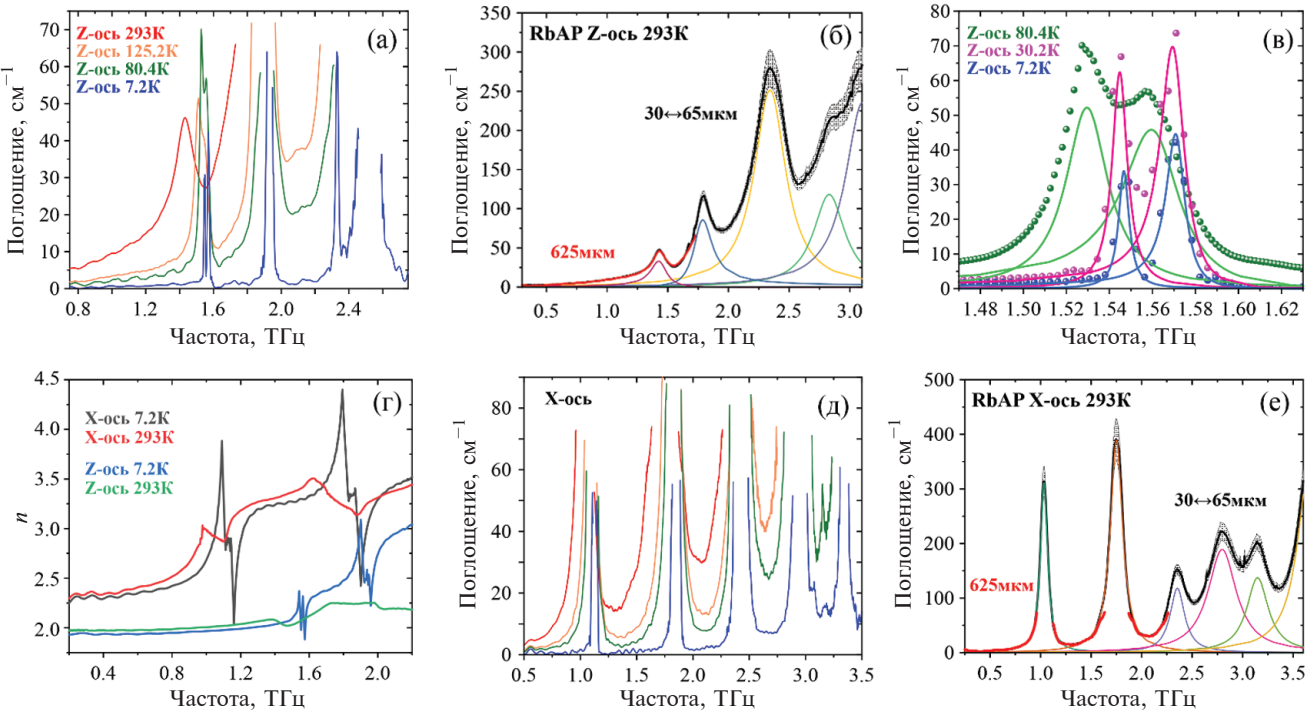 (а)
Z-ось 293К
Z-ось 125.2К
Z-ось 80.4К
Z-ось 7.2К
Поглощение, см⁻¹
80
70
60
50
40
30
20
10
0
0.8 1.2 1.6 2.0 2.4
Частота, ТГц
(б)
RbAP Z-ось 293К
30↔65мкм
625мкм
Поглощение, см⁻¹
350
300
250
200
150
100
50
0
0.5 1.0 1.5 2.0 2.5 3.0
Частота, ТГц
(в)
Z-ось 80.4К
Z-ось 30.2К
Z-ось 7.2К
Поглощение, см⁻¹
80
70
60
50
40
30
20
10
0
1.48 1.50 1.52 1.54 1.56 1.58 1.60 1.62
Частота, ТГц
(г)
X-ось 7.2К
X-ось 293К
Z-ось 7.2К
Z-ось 293К
n
4.5
4.0
3.5
3.0
2.5
2.0
0.4 0.8 1.2 1.6 2.0
Частота, ТГц
(д)
X-ось
Поглощение, см⁻¹
80
60
40
20
0
0.5 1.0 1.5 2.0 2.5 3.0 3.5
Частота, ТГц
(е)
RbAP X-ось 293К
30↔65мкм
625мкм
Поглощение, см⁻¹
500
400
300
200
100
0
0.5 1.0 1.5 2.0 2.5 3.0 3.5
Частота, ТГц